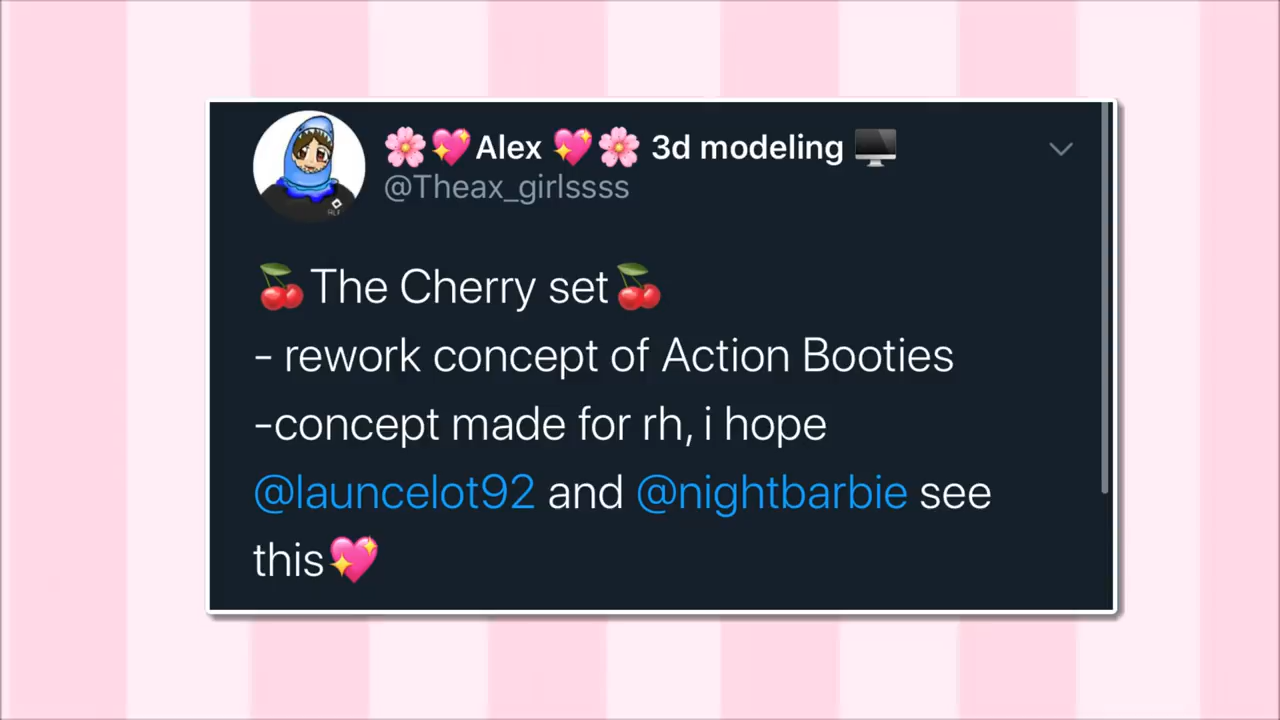 🌸💖Alex 💖🌸 3d modeling 🖥️
@Theax_girlssss
🍒The Cherry set🍒
- rework concept of Action Booties
-concept made for rh, i hope
@launcelot92 and @nightbarbie see
this💖